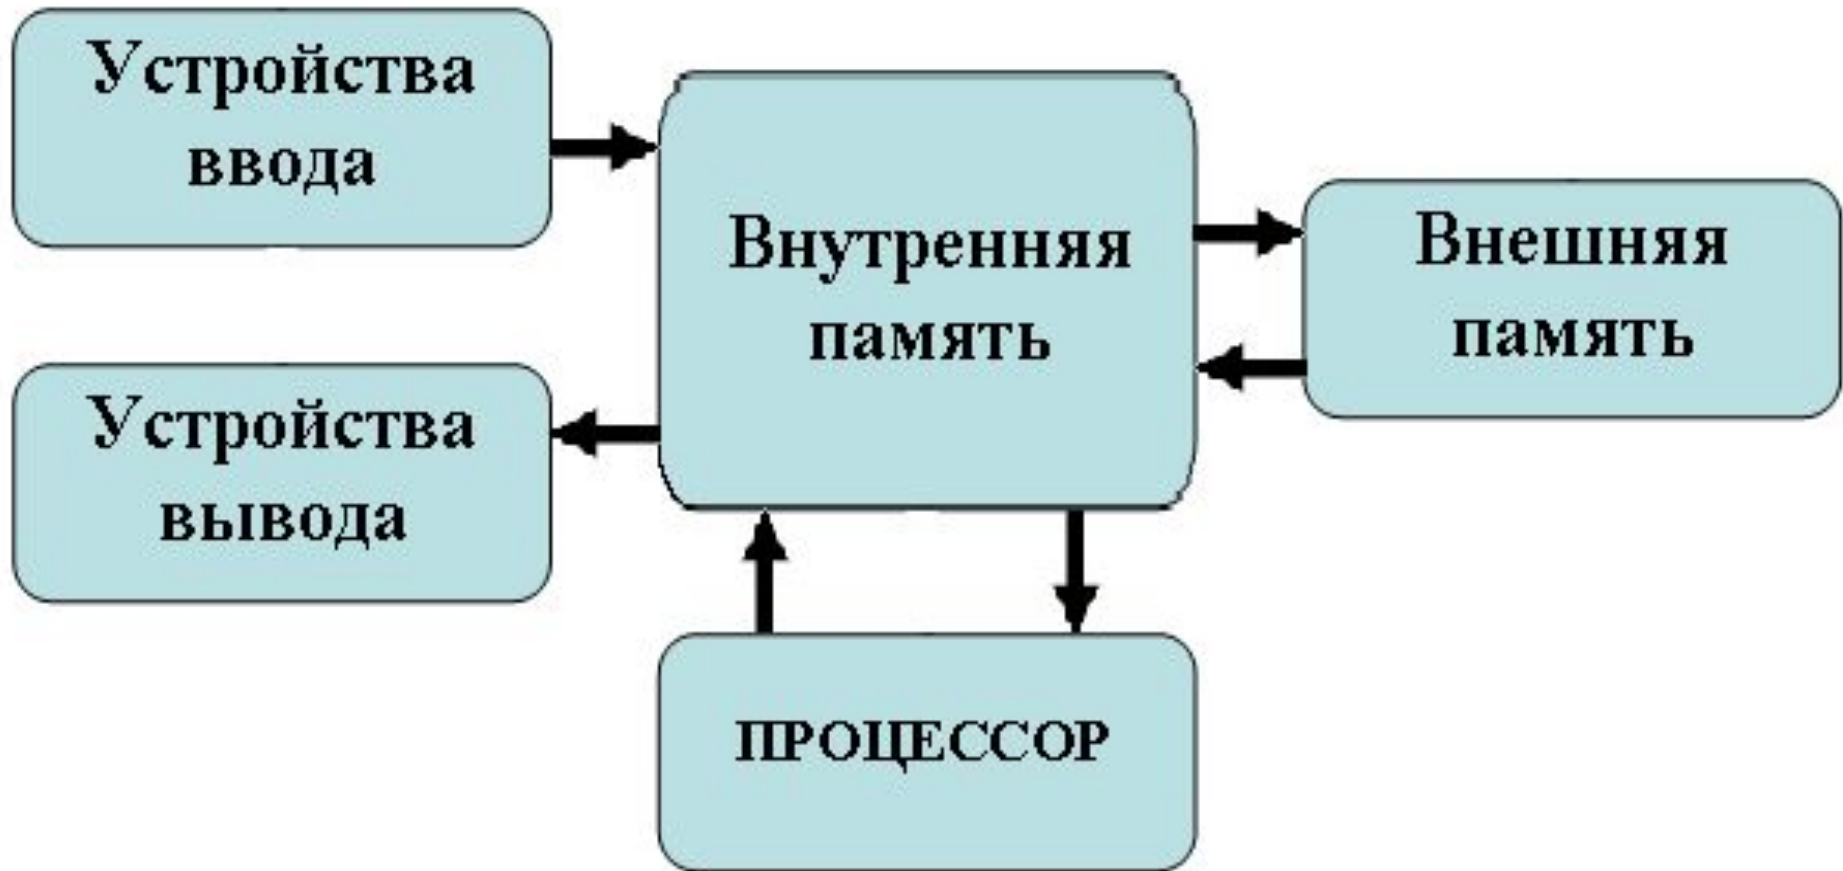 Устройства
ввода
Внутренняя
память
Внешняя
память
Устройства
вывода
ПРОЦЕССОР